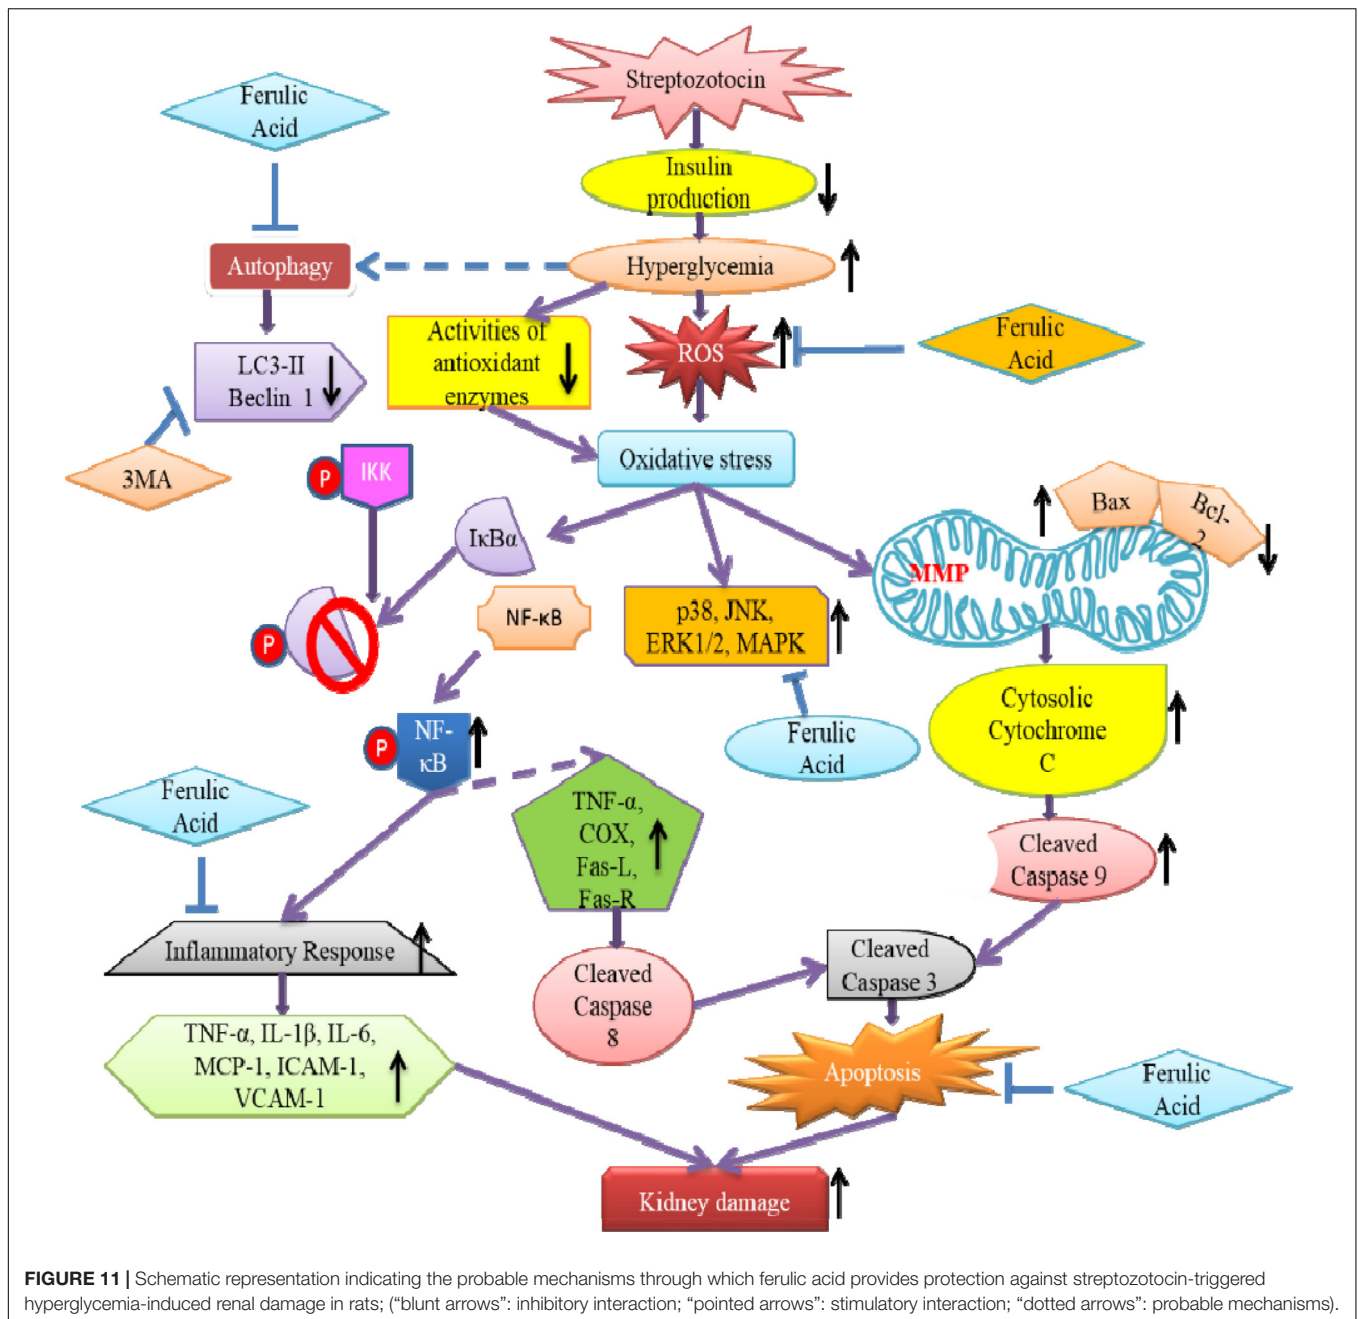 Streptozotocin
Ferulic
Acid
Insulin
production
Autophagy
Hyperglycemia
Activities of
antioxidant
enzymes
ROS
Ferulic
Acid
LC3-II
Beclin 1
3MA
P
IKK
Oxidative stress
IκBα
Bax
Bcl-
2
MMP
NF-κB
p38, JNK,
ERK1/2, MAPK
P
Cytosolic
Cytochrome
C
P
NF-
κB
Ferulic
Acid
Ferulic
Acid
TNF-α,
COX,
Fas-L,
Fas-R
Cleaved
Caspase 9
Inflammatory Response
Cleaved
Caspase 3
Cleaved
Caspase
8
TNF-α, IL-1β, IL-6,
MCP-1, ICAM-1,
VCAM-1
Apoptosis
Ferulic
Acid
Kidney damage
FIGURE 11 | Schematic representation indicating the probable mechanisms through which ferulic acid provides protection against streptozotocin-triggered
hyperglycemia-induced renal damage in rats; (“blunt arrows”: inhibitory interaction; “pointed arrows”: stimulatory interaction; “dotted arrows”: probable mechanisms).